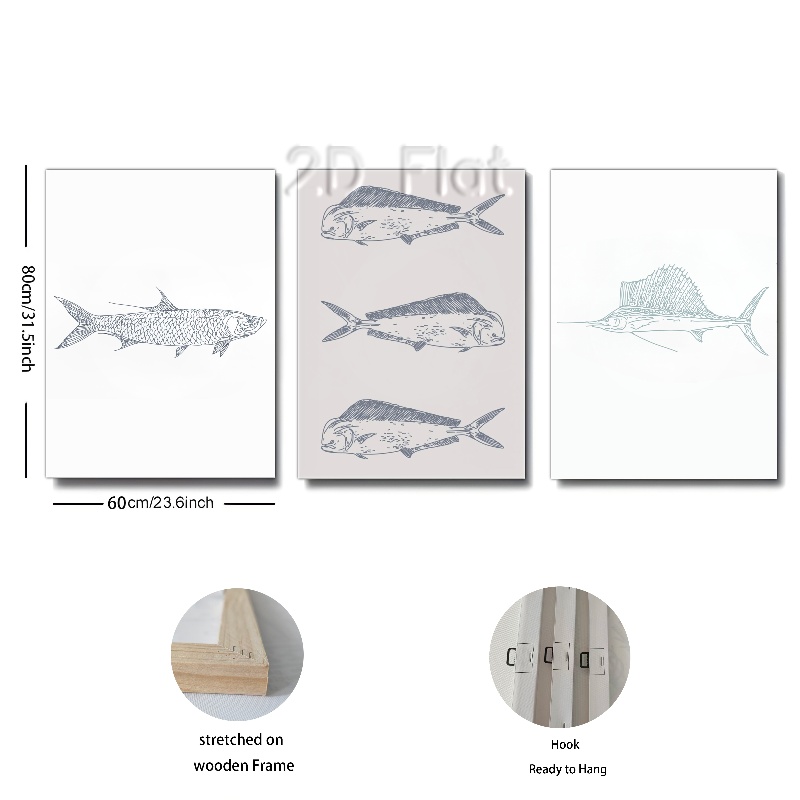 2D Flat
80cm/31.5inch
60cm/23.6inch
stretched on
wooden Frame
Hook
Ready to Hang